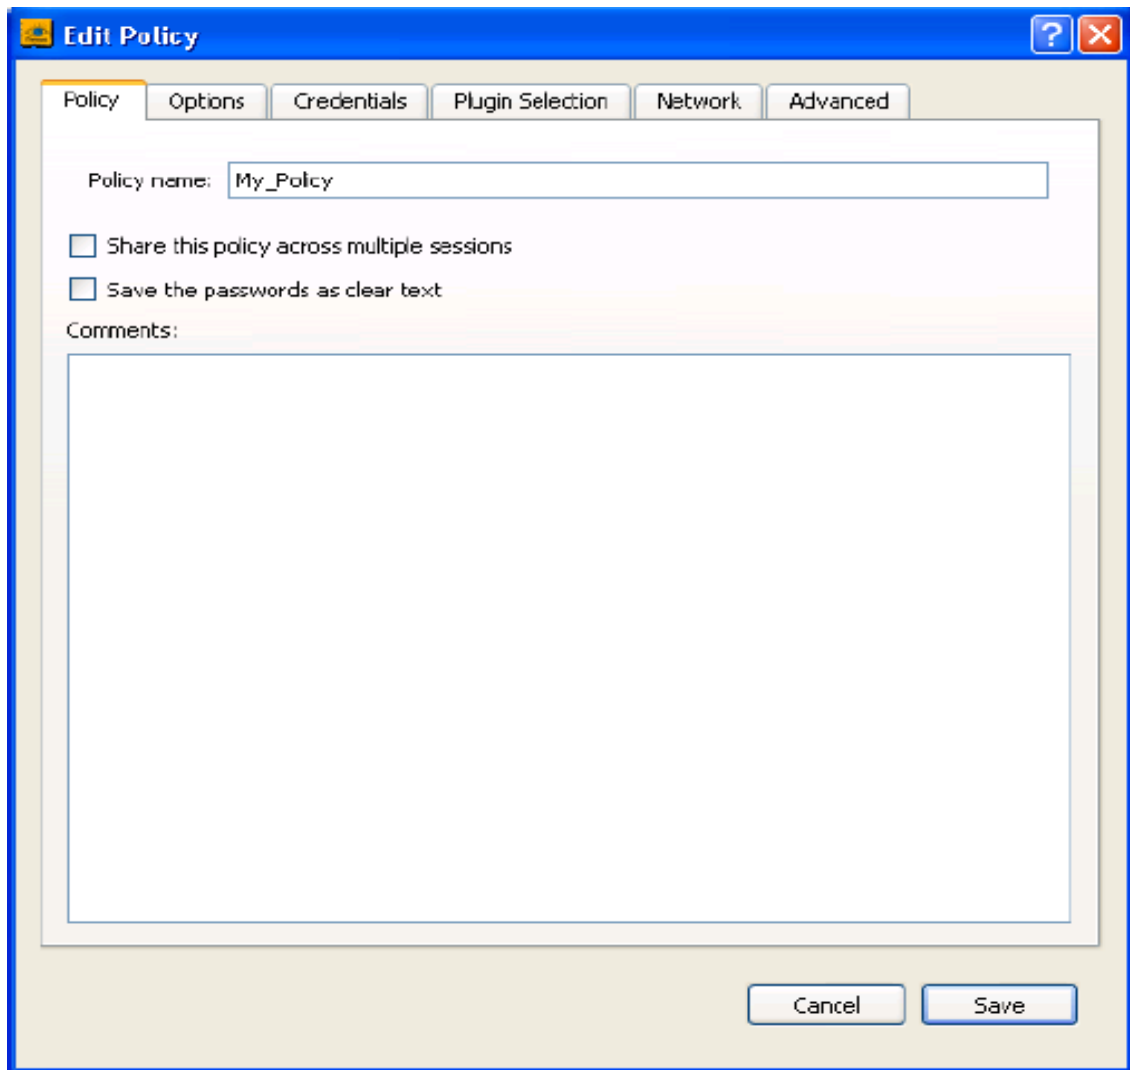 Edit Policy
Policy Options Credentials Plugin Selection Network Advanced
Policy name: My_Policy
Share this policy across multiple sessions
Save the passwords as clear text
Comments:
Cancel Save